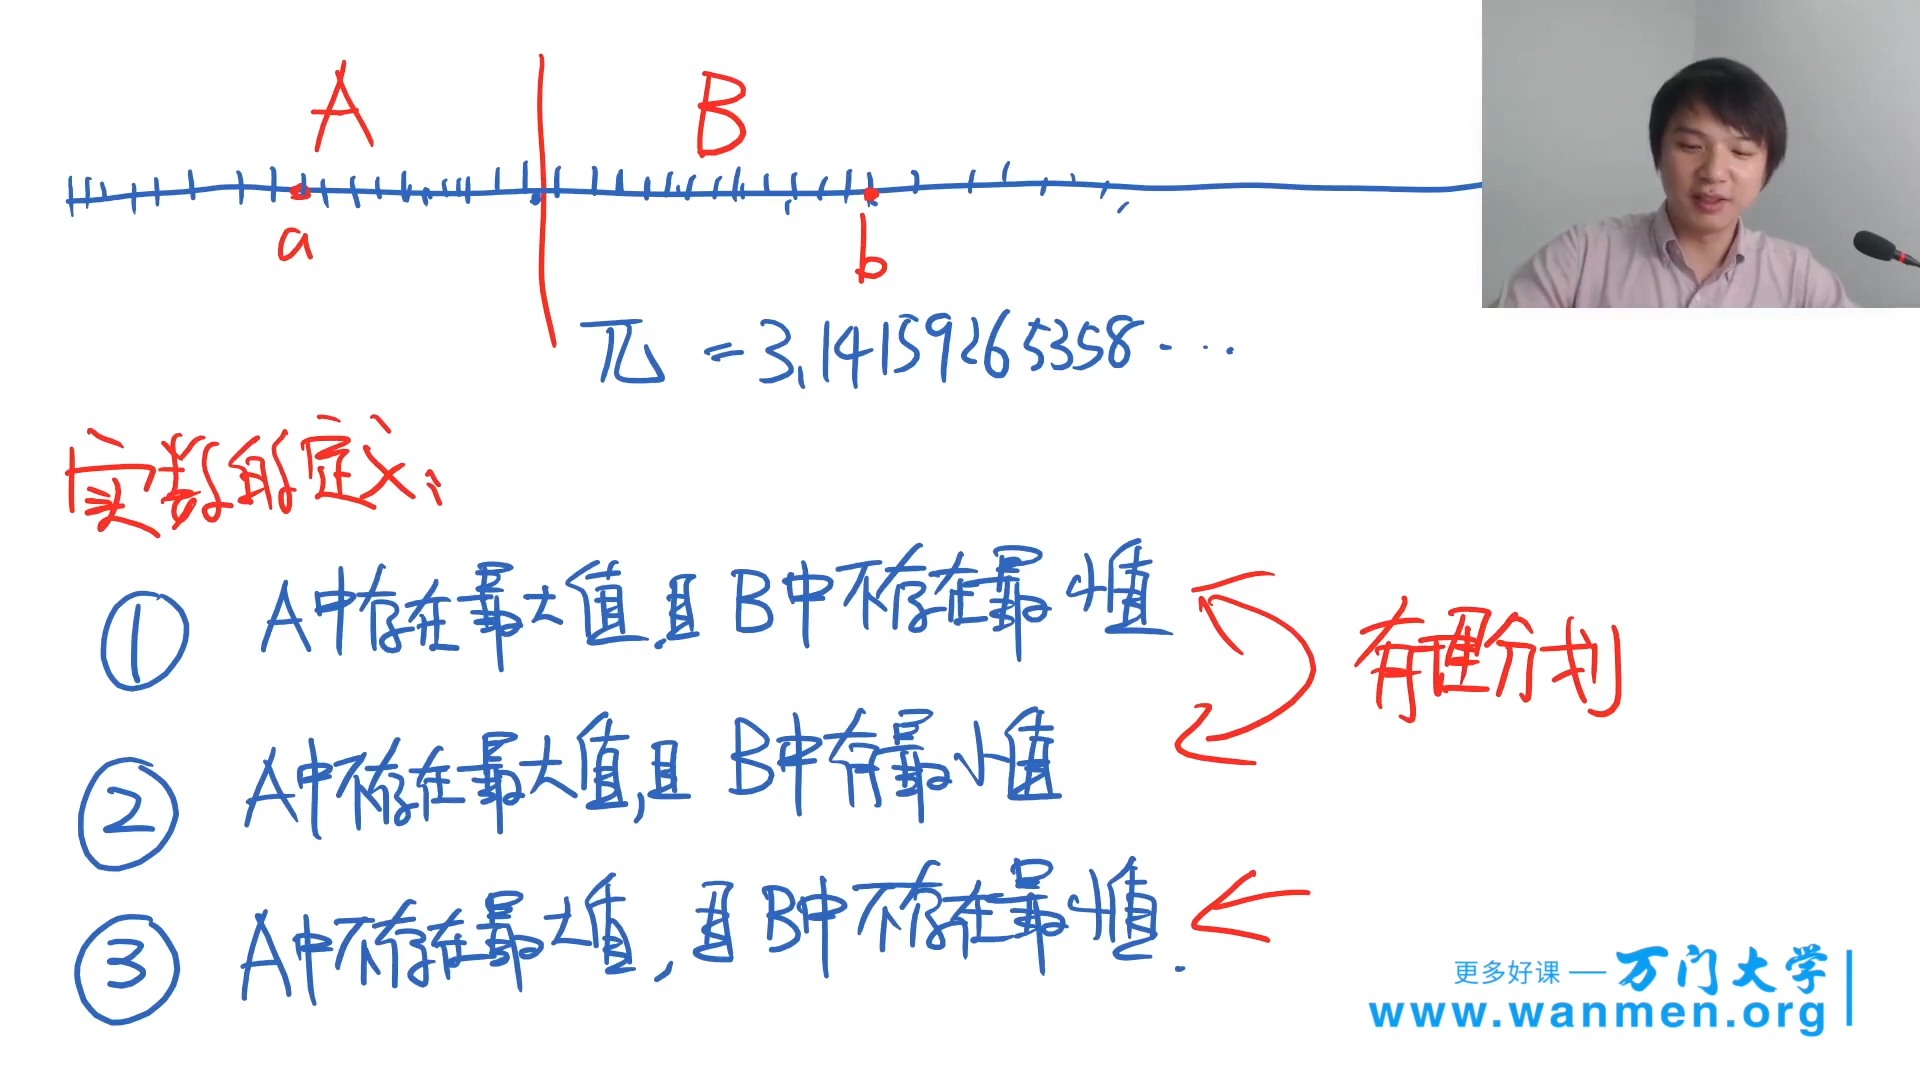 A B
a b
π = 3.14159265358...
实数的定义:
① A中存在最大值,且 B中不存在最小值
有理分划
② A中不存在最大值,且 B中存最小值
③ A中不存在最大值,且 B中不存在最小值.
更多好课 — 万门大学
www.wanmen.org